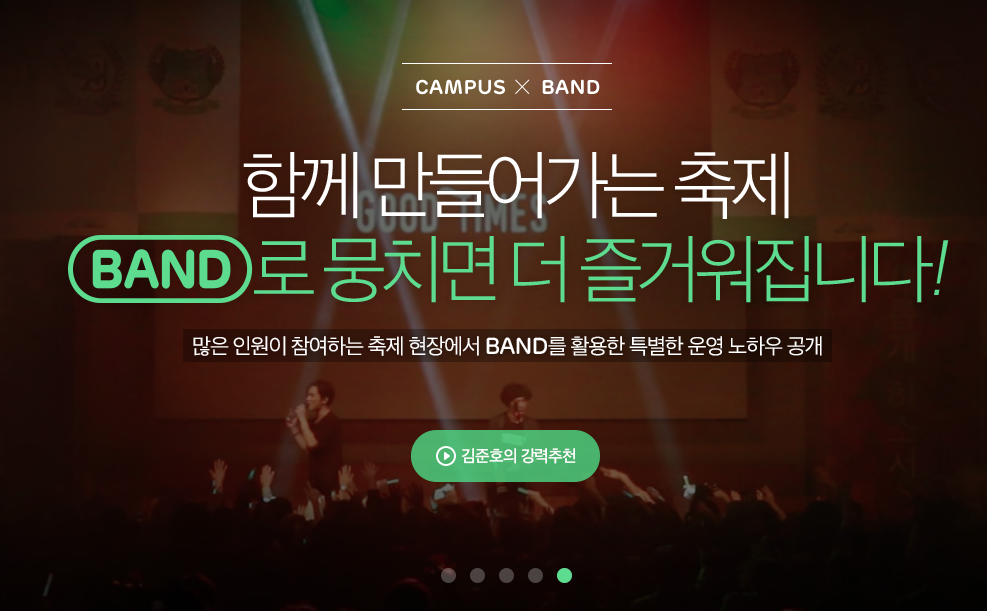 CAMPUS × BAND
함께 만들어가는 축제
GOOD TIMES
BAND로 뭉치면 더 즐거워집니다!
많은 인원이 참여하는 축제 현장에서 BAND를 활용한 특별한 운영 노하우 공개
김준호의 강력추천